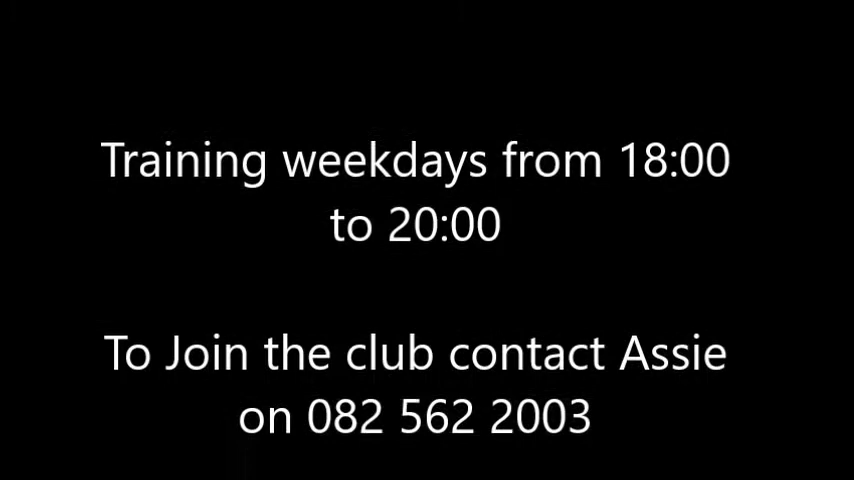 Training weekdays from 18:00
to 20:00
To Join the club contact Assie
on 082 562 2003